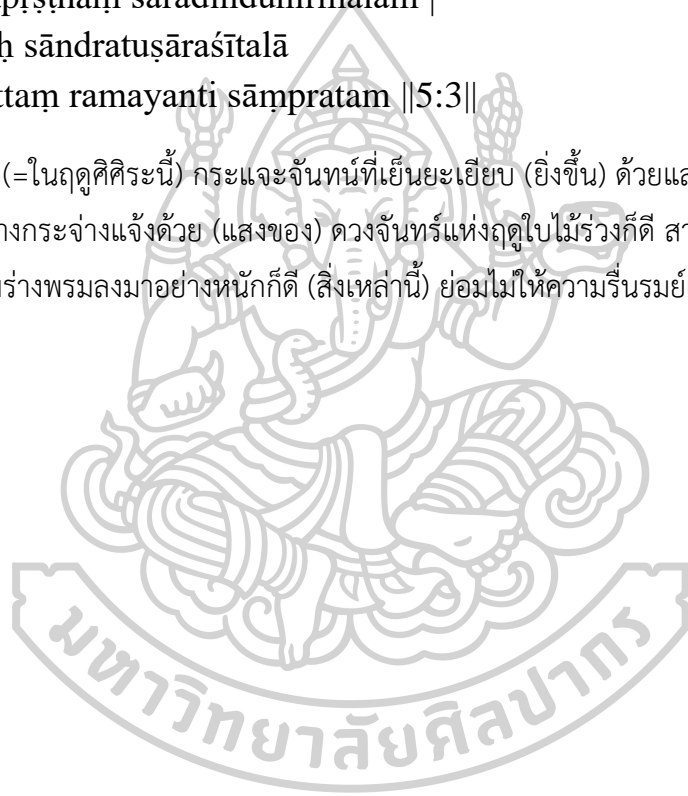 pṛṣṭhaṃ śaradindunirmalam |
ḥ sāndratuṣāraśītalā
ttaṃ ramayanti sāṃpratam ||5:3||
(=ในฤดูศิศิระนี้) กระแจะจันทน์ที่เย็นยะเยียบ (ยิ่งขึ้น) ด้วยแส
างกระจ่างแจ้งด้วย (แสงของ) ดวงจันทร์แห่งฤดูใบไม้ร่วงก็ดี สา
ร่างพรมลงมาอย่างหนักก็ดี (สิ่งเหล่านี้) ย่อมไม่ให้ความรื่นรมย์
มหาวิทยาลัยศิลปากร